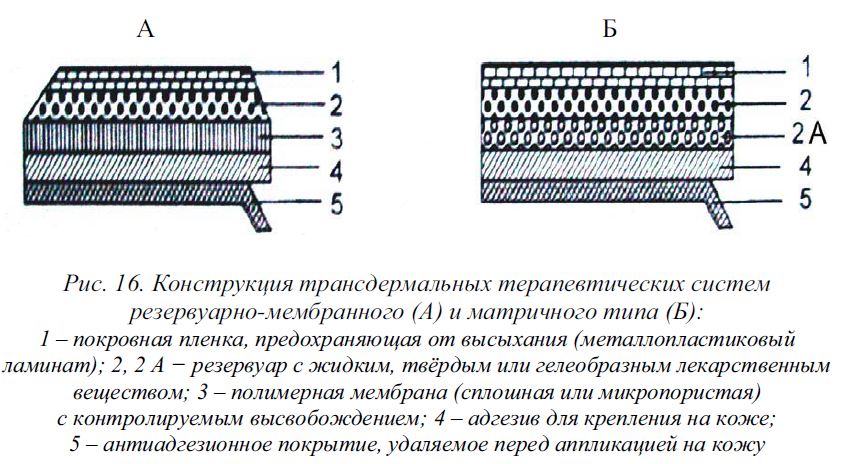 А
Б
1
2
3
4
5
1
2
2 А
4
5
Рис. 16. Конструкция трансдермальных терапевтических систем
резервуарно-мембранного (А) и матричного типа (Б):
1 – покровная пленка, предохраняющая от высыхания (металлопластиковый
ламинат); 2, 2 А − резервуар с жидким, твёрдым или гелеобразным лекарственным
веществом; 3 – полимерная мембрана (сплошная или микропористая)
с контролируемым высвобождением; 4 – адгезив для крепления на коже;
5 – антиадгезионное покрытие, удаляемое перед аппликацией на кожу